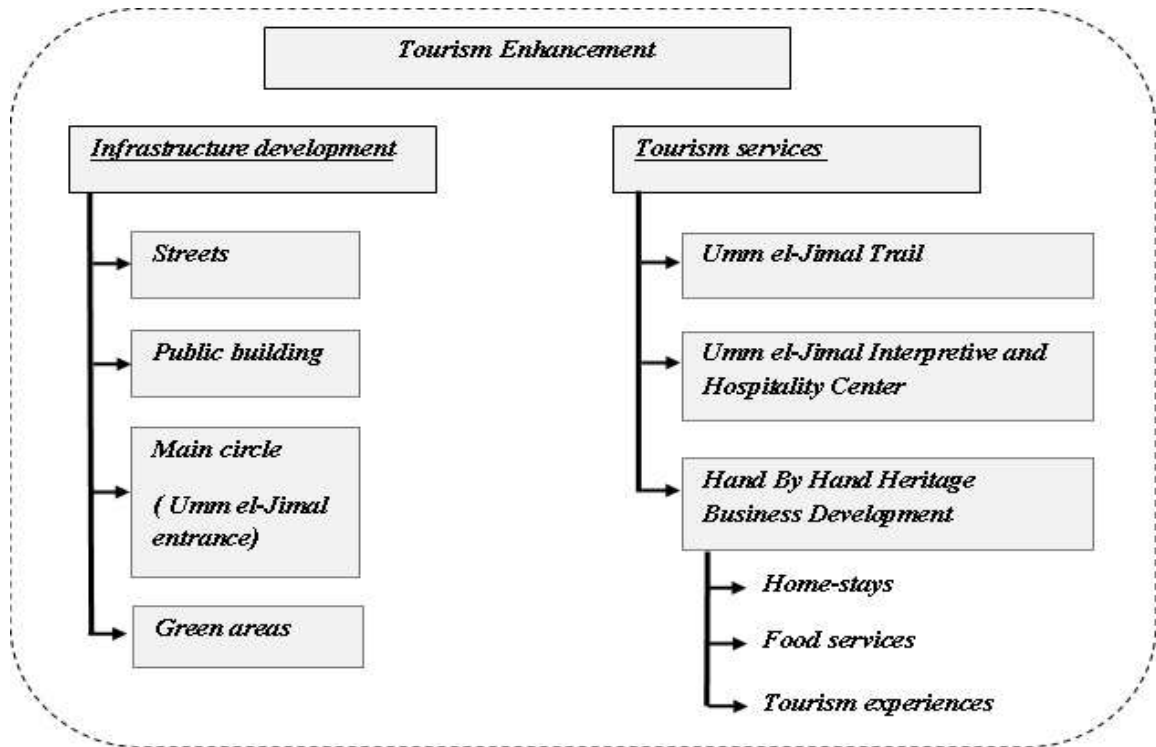 Tourism Enhancement
Infrastructure development
Streets
Public building
Main circle
( Umm el-Jimal
entrance)
Green areas
Tourism services
Umm el-Jimal Trail
Umm el-Jimal Interpretive and
Hospitality Center
Hand By Hand Heritage
Business Development
Home-stays
Food services
Tourism experiences